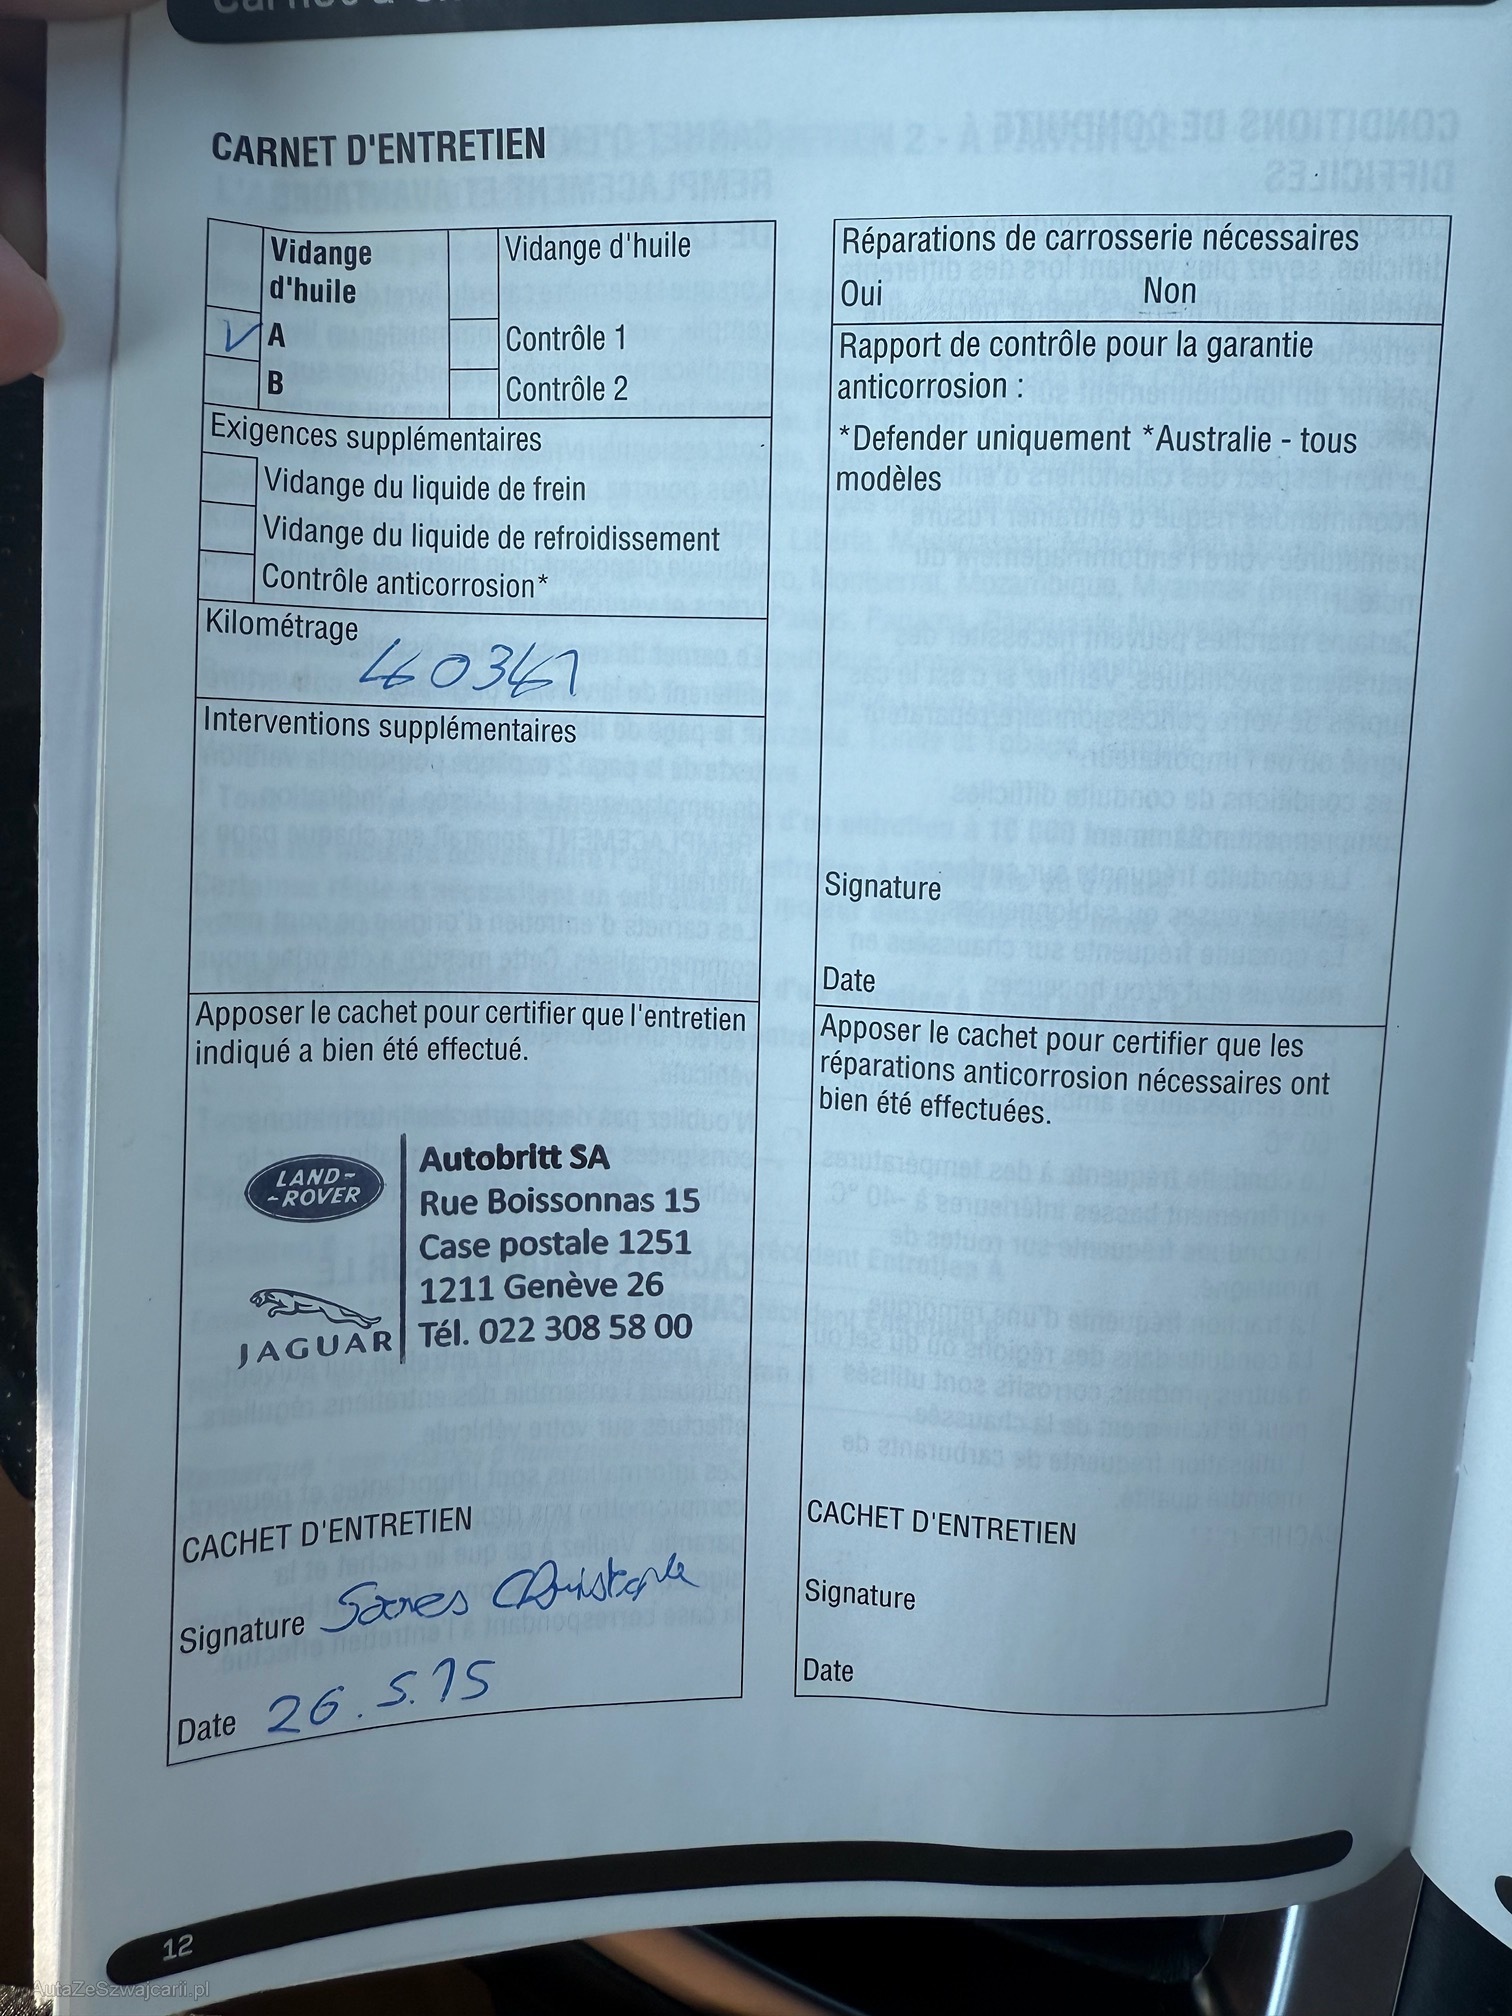 CARNET D'ENTRETIEN
Vidange
d'huile
Vidange d'huile
A
Contrôle 1
B
Contrôle 2
Exigences supplémentaires
Vidange du liquide de frein
Vidange du liquide de refroidissement
Contrôle anticorrosion*
Kilométrage
Interventions supplémentaires
Apposer le cachet pour certifier que l'entretien
indiqué a bien été effectué.
LAND-
-ROVER
JAGUAR
Autobritt SA
Rue Boissonnas 15
Case postale 1251
1211 Genève 26
Tél. 022 308 58 00
CACHET D'ENTRETIEN
Signature
Date 26.5.15
Réparations de carrosserie nécessaires
Oui Non
Rapport de contrôle pour la garantie
anticorrosion :
*Defender uniquement *Australie - tous
modèles
Signature
Date
Apposer le cachet pour certifier que les
réparations anticorrosion nécessaires ont
bien été effectuées.
CACHET D'ENTRETIEN
Signature
Date
12
AutaZeSzwajcarii.pl